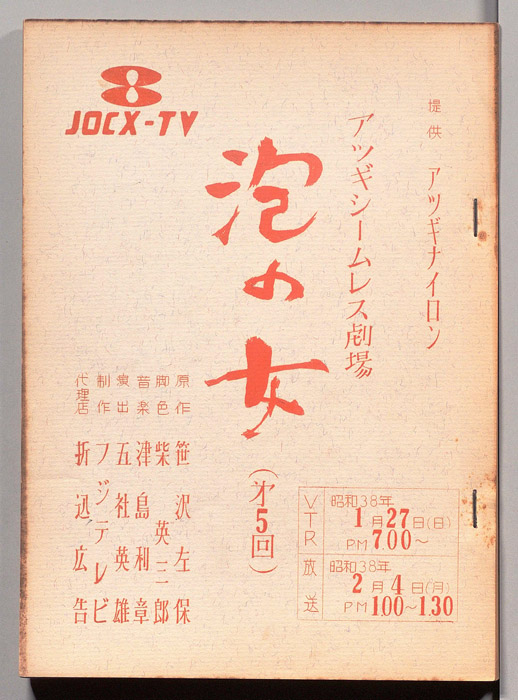 JOCX-TV
提供 アツギナイロン
アツギシームレス劇場
泡の女
(第5回)
原作 笹沢左保
脚色 柴英三郎
音楽 津島利章
演出 五社英雄
制作 フジテレビ
代理店 折込広告
VTR
昭和38年
1月27日(日)
PM 7.00～
放送
昭和38年
2月4日(月)
PM 1.00～1.30